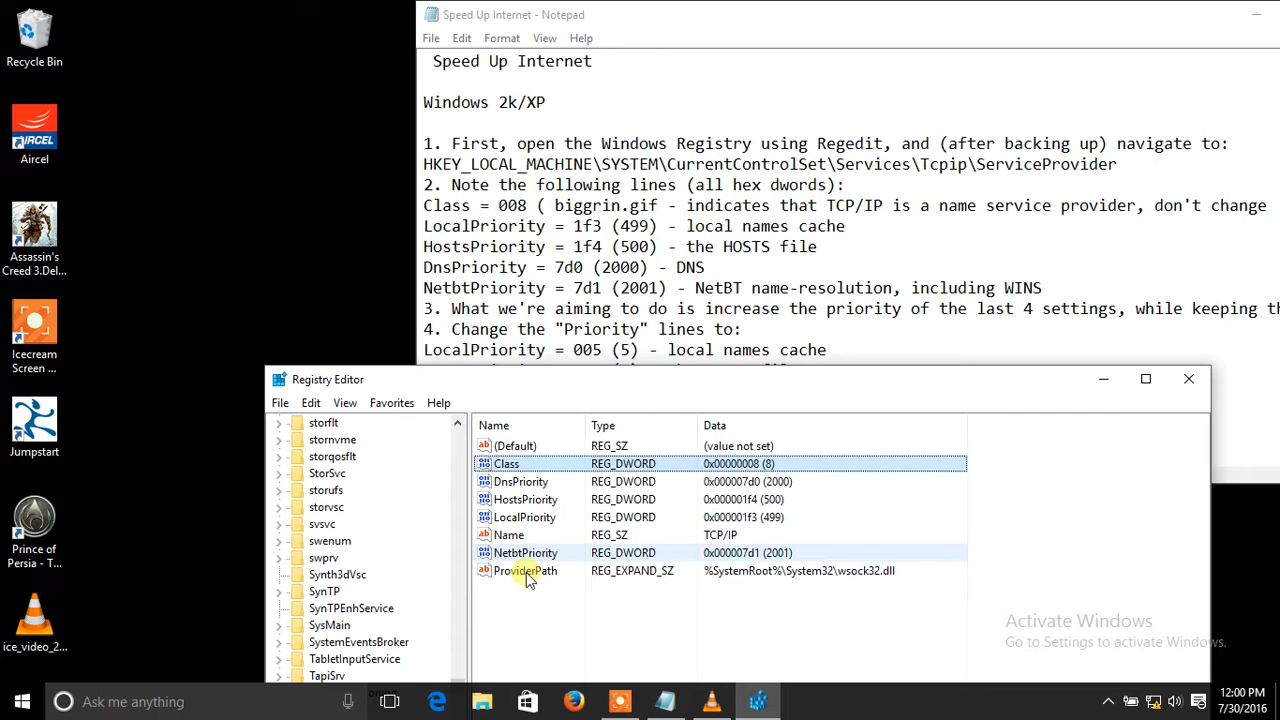 Speed Up Internet - Notepad
File Edit Format View Help
Speed Up Internet
Windows 2k/XP
1. First, open the Windows Registry using Regedit, and (after backing up) navigate to:
HKEY_LOCAL_MACHINE\SYSTEM\CurrentControlSet\Services\Tcpip\ServiceProvider
2. Note the following lines (all hex dwords):
Class = 008 ( biggrin.gif - indicates that TCP/IP is a name service provider, don't change
LocalPriority = 1f3 (499) - local names cache
HostsPriority = 1f4 (500) - the HOSTS file
DnsPriority = 7d0 (2000) - DNS
NetbtPriority = 7d1 (2001) - NetBT name-resolution, including WINS
3. What we're aiming to do is increase the priority of the last 4 settings, while keeping th
4. Change the "Priority" lines to:
LocalPriority = 005 (5) - local names cache
Recycle Bin
AIRCEL
Aircel
Assassin's
Creed 3.Del...
Icecream
Screen ...
Jumpstart
Prince of
Persia - Th...
ice_video_2...
Registry Editor
File Edit View Favorites Help
storflt
stornvme
storqosflt
StorSvc
storufs
storvsc
svsvc
swenum
swprv
Synth3dVsc
SynTP
SynTPEnhService
SysMain
SystemEventsBroker
TabletInputService
TapiSrv
Name Type Data
(Default) REG_SZ (value not set)
Class REG_DWORD 0x00000008 (8)
DnsPriority REG_DWORD 0x000007d0 (2000)
HostsPriority REG_DWORD 0x000001f4 (500)
LocalPriority REG_DWORD 0x000001f3 (499)
Name REG_SZ TCP/IP
NetbtPriority REG_DWORD 0x000007d1 (2001)
ProviderPath REG_EXPAND_SZ %SystemRoot%\System32\wsock32.dll
Activate Windows
Go to Settings to activate Windows.
Ask me anything
12:00 PM
7/30/2016